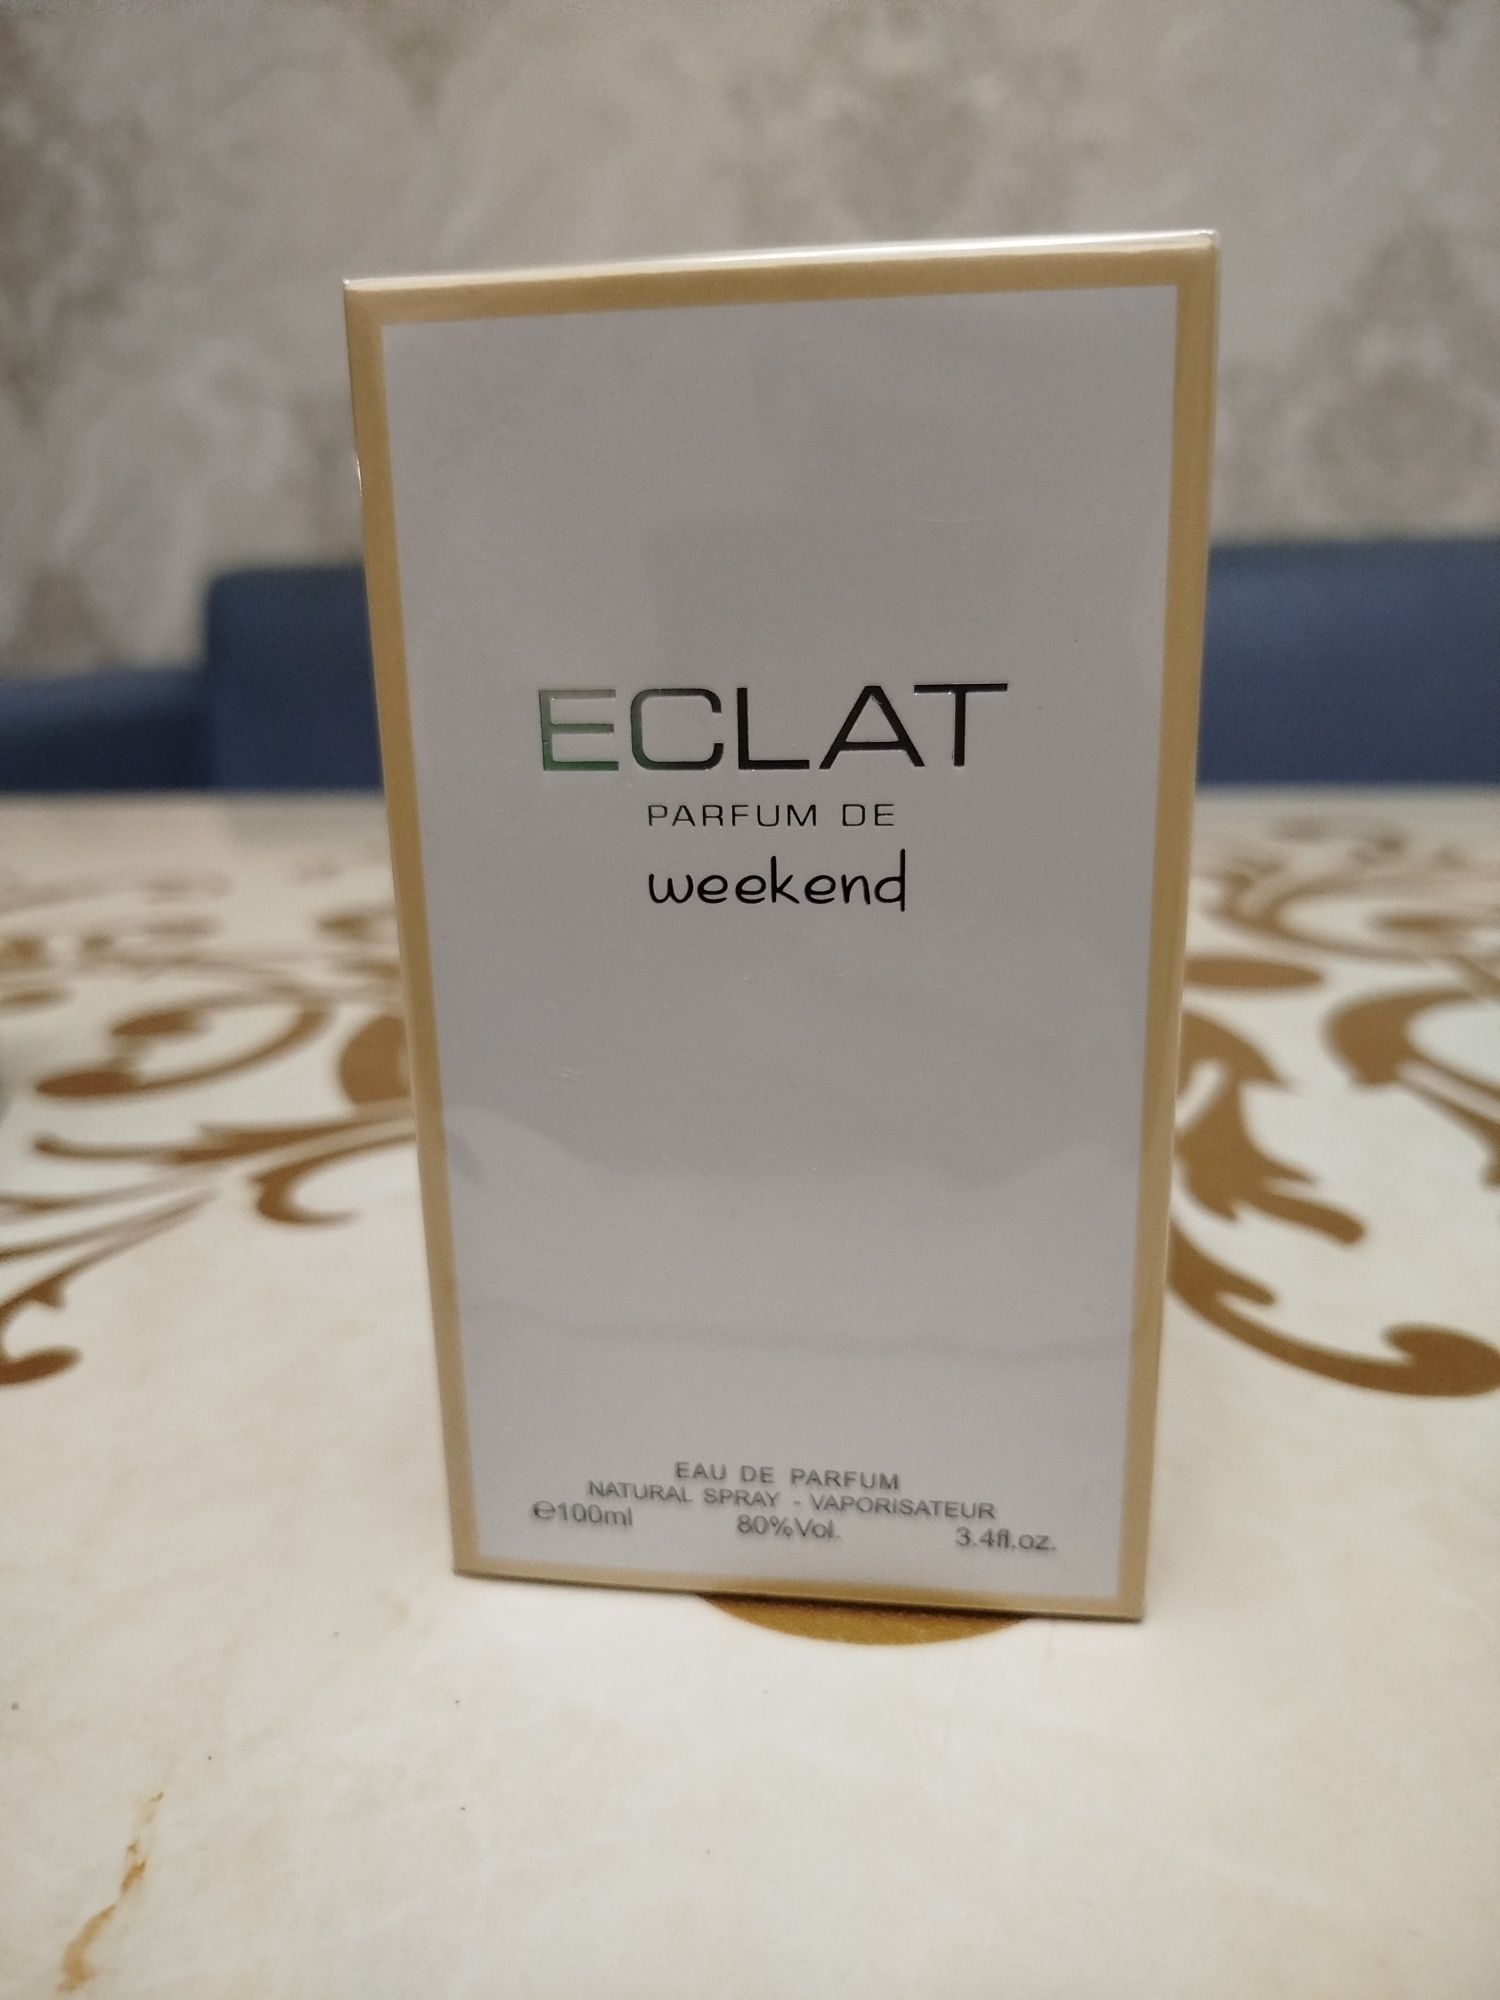 ECLAT
PARFUM DE
weekend
EAU DE PARFUM
NATURAL SPRAY - VAPORISATEUR
℮100ml 80%Vol. 3.4fl.oz.